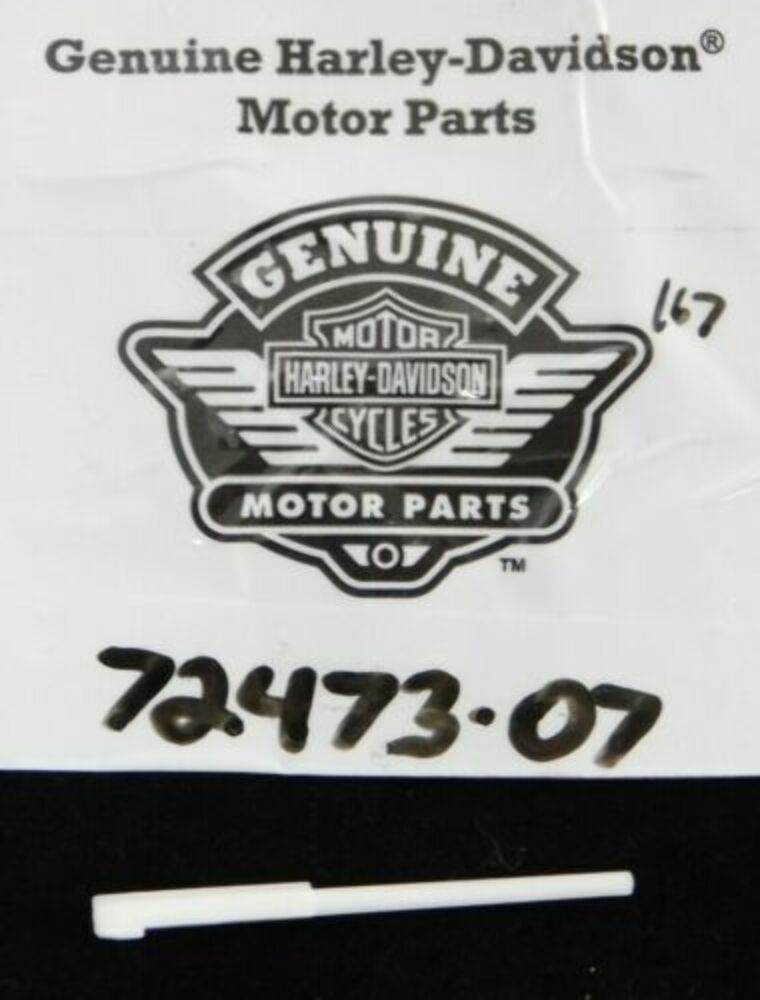 Genuine Harley-Davidson®
Motor Parts
GENUINE
167
MOTOR
HARLEY-DAVIDSON
CYCLES
MOTOR PARTS
TM
72473-07